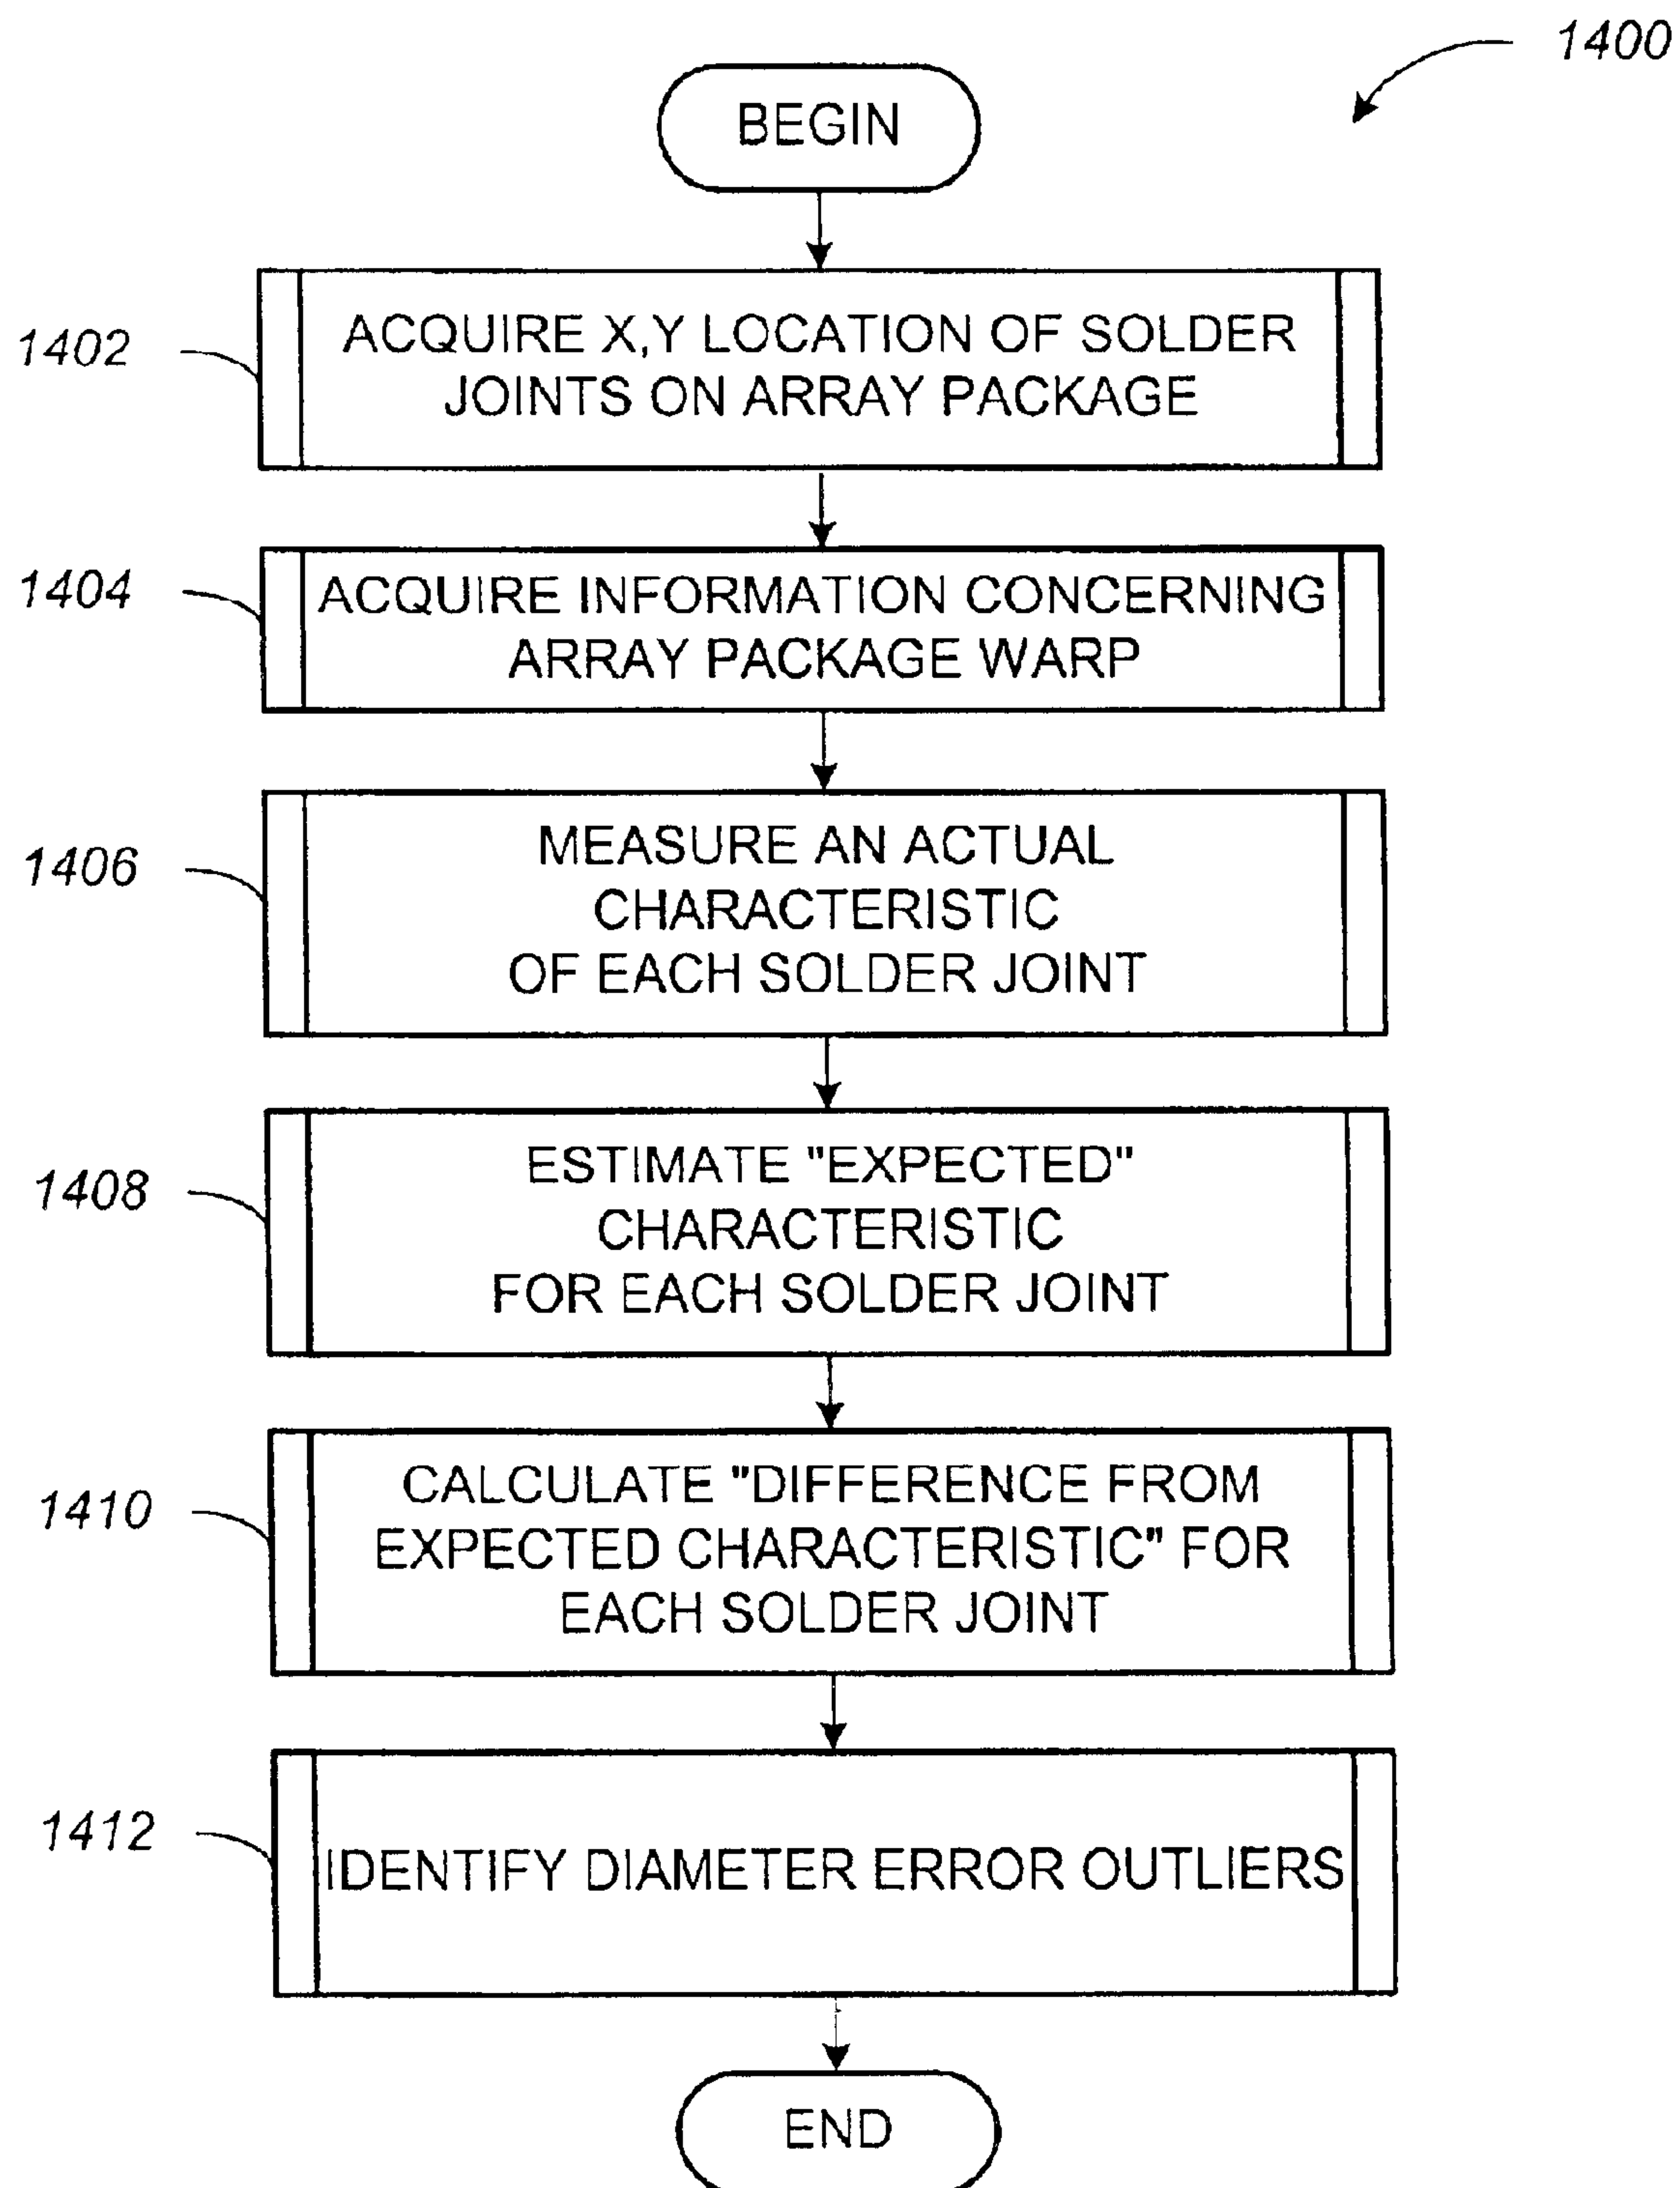 1400
BEGIN
1402
ACQUIRE X,Y LOCATION OF SOLDER
JOINTS ON ARRAY PACKAGE
1404
ACQUIRE INFORMATION CONCERNING
ARRAY PACKAGE WARP
1406
MEASURE AN ACTUAL
CHARACTERISTIC
OF EACH SOLDER JOINT
1408
ESTIMATE "EXPECTED"
CHARACTERISTIC
FOR EACH SOLDER JOINT
1410
CALCULATE "DIFFERENCE FROM
EXPECTED CHARACTERISTIC" FOR
EACH SOLDER JOINT
1412
IDENTIFY DIAMETER ERROR OUTLIERS
END